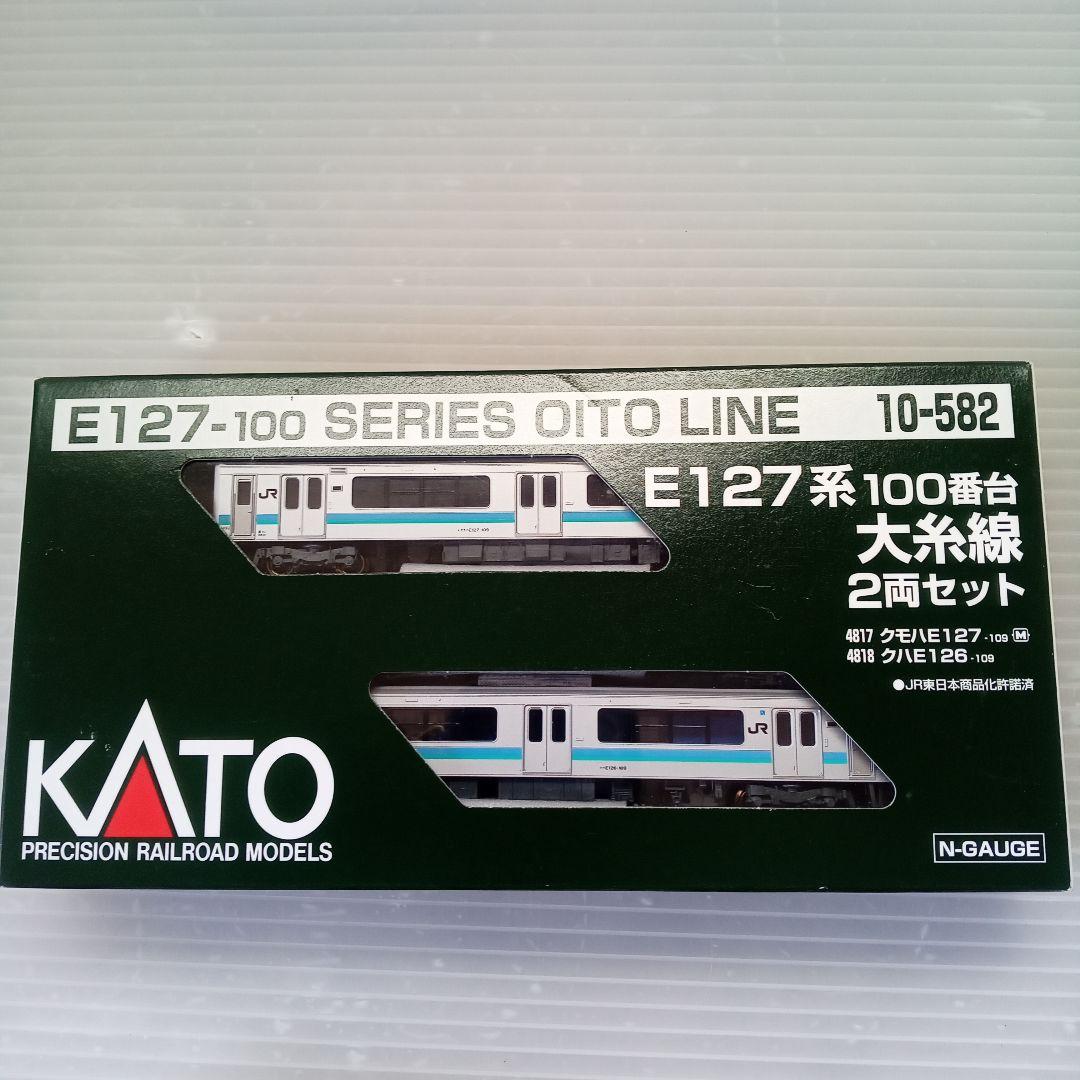 E127-100 SERIES OITO LINE 10-582
E127系 100番台
大糸線
2両セット
4817 クモハE127-109 M
4818 クハE126-109
●JR東日本商品化許諾済
JR
JR
KATO
PRECISION RAILROAD MODELS
N-GAUGE